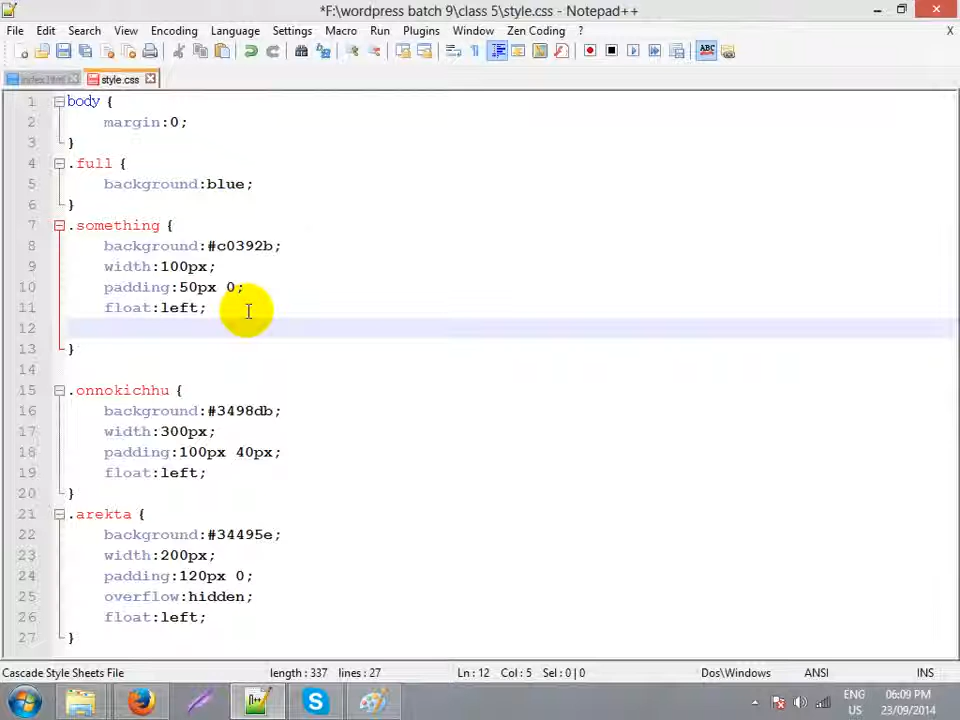 *F:\wordpress batch 9\class 5\style.css - Notepad++
File Edit Search View Encoding Language Settings Macro Run Plugins Window Zen Coding ? X
index.html style.css
1 body {
2 margin:0;
3 }
4 .full {
5 background:blue;
6 }
7 .something {
8 background:#c0392b;
9 width:100px;
10 padding:50px 0;
11 float:left;
12
13 }
14
15 .onnokichhu {
16 background:#3498db;
17 width:300px;
18 padding:100px 40px;
19 float:left;
20 }
21 .arekta {
22 background:#34495e;
23 width:200px;
24 padding:120px 0;
25 overflow:hidden;
26 float:left;
27 }
Cascade Style Sheets File length : 337 lines : 27 Ln : 12 Col : 5 Sel : 0 | 0 Dos\Windows ANSI INS
ENG 06:09 PM
US 23/09/2014